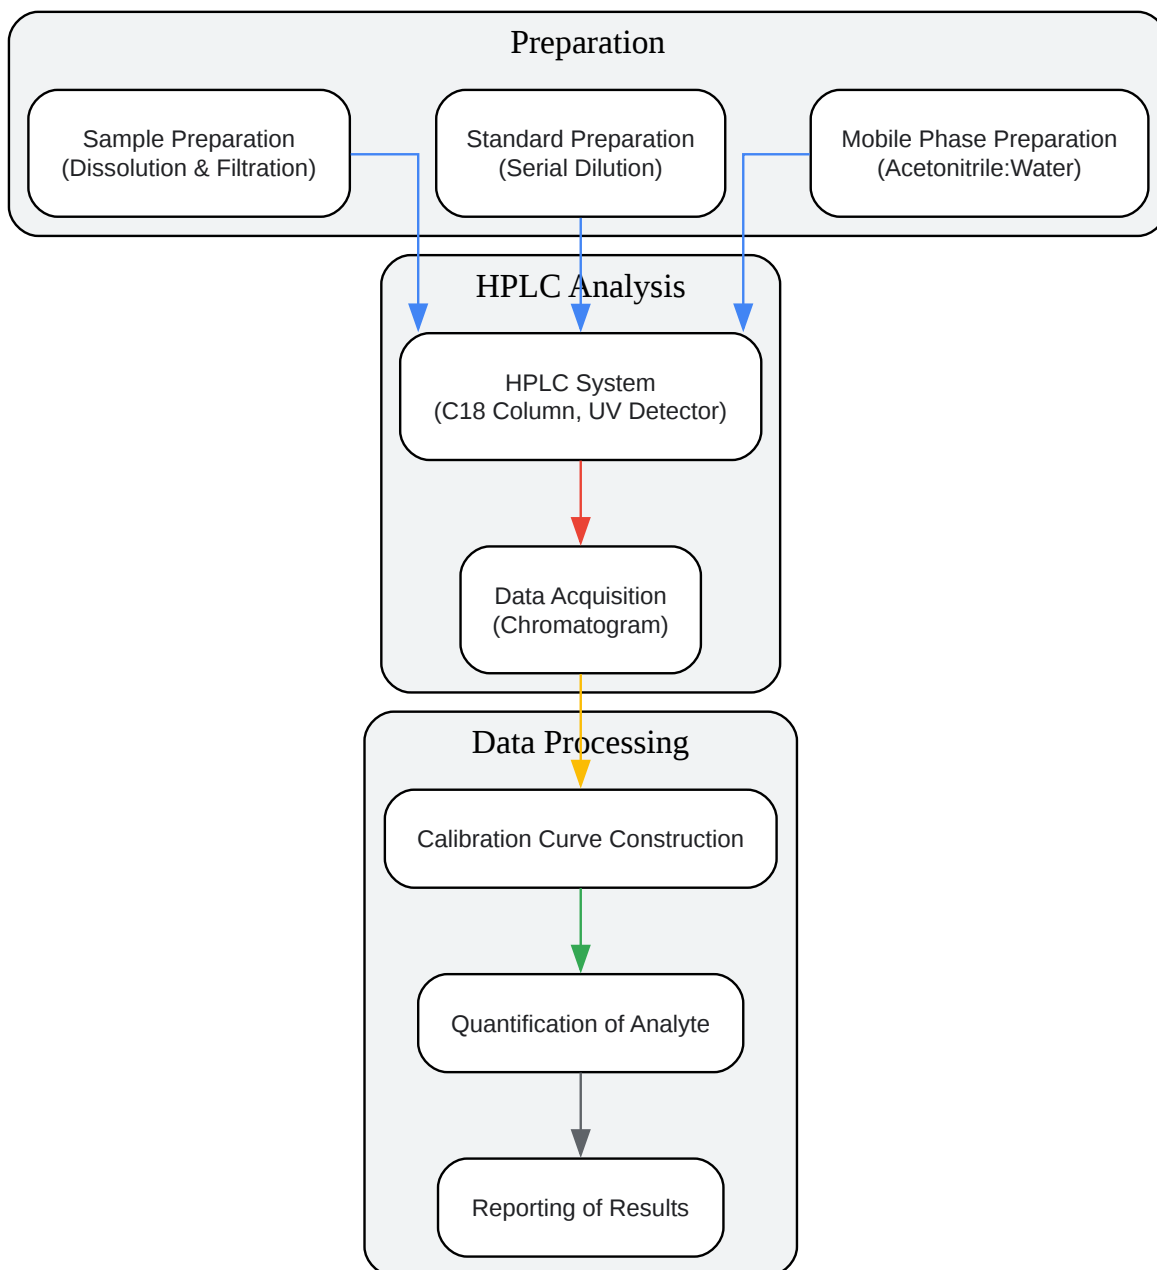 Preparation
Sample Preparation
(Dissolution & Filtration)
Standard Preparation
(Serial Dilution)
Mobile Phase Preparation
(Acetonitrile:Water)
HPLC Analysis
HPLC System
(C18 Column, UV Detector)
Data Acquisition
(Chromatogram)
Data Processing
Calibration Curve Construction
Quantification of Analyte
Reporting of Results